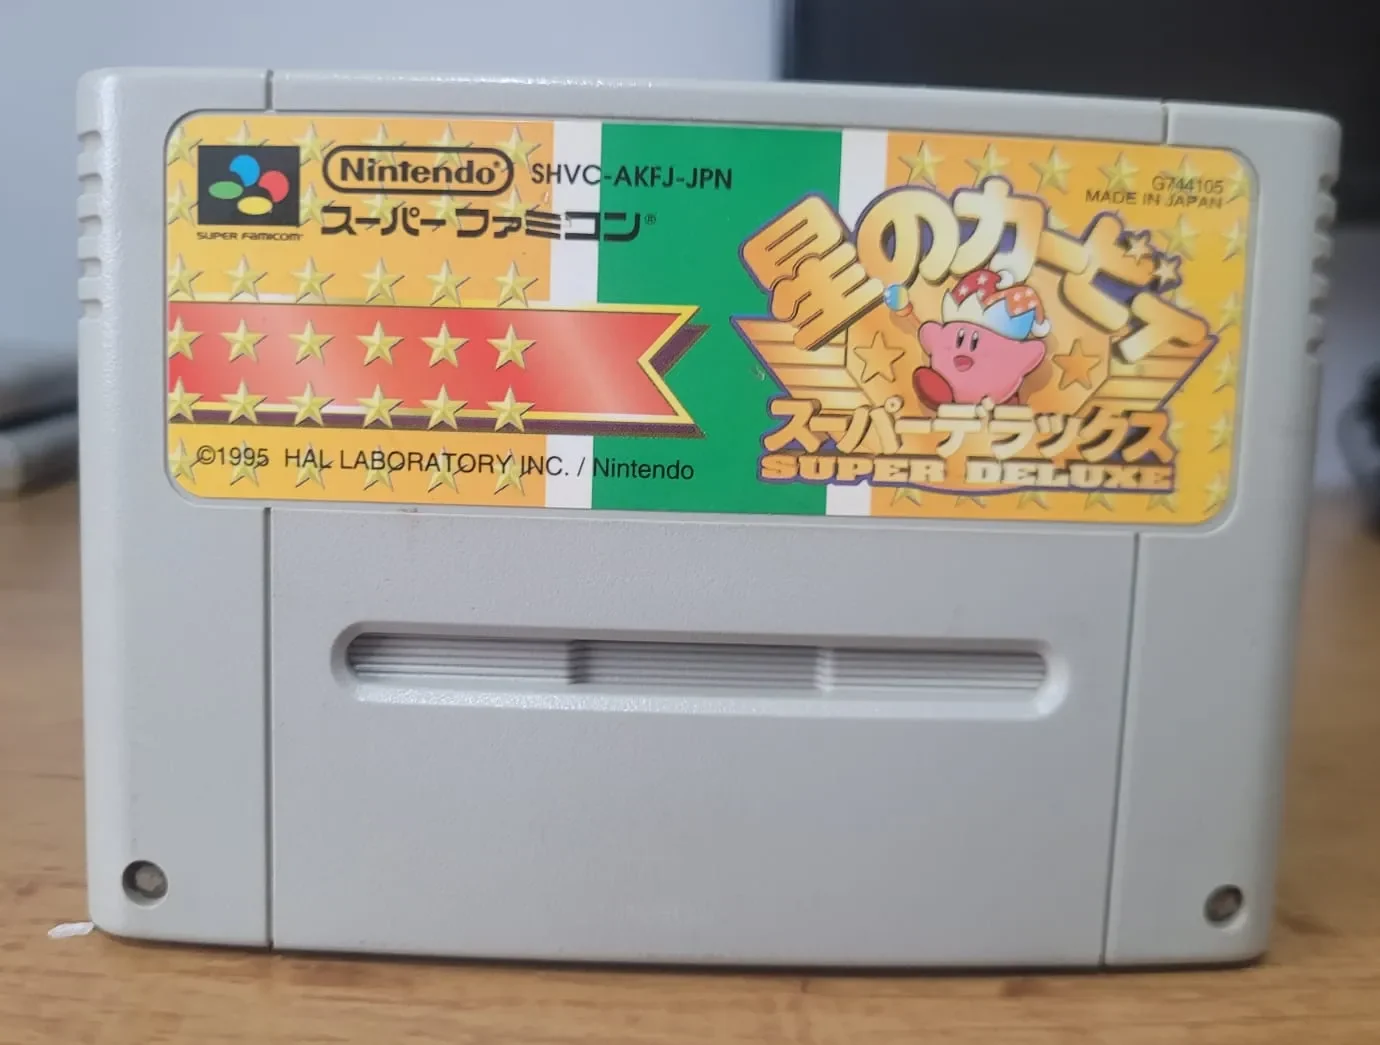 Nintendo® SHVC-AKFJ-JPN
SUPER FAMICOM™
スーパーファミコン®
G744105
MADE IN JAPAN
星のカービィ
スーパーデラックス
SUPER DELUXE
©1995 HAL LABORATORY INC. / Nintendo